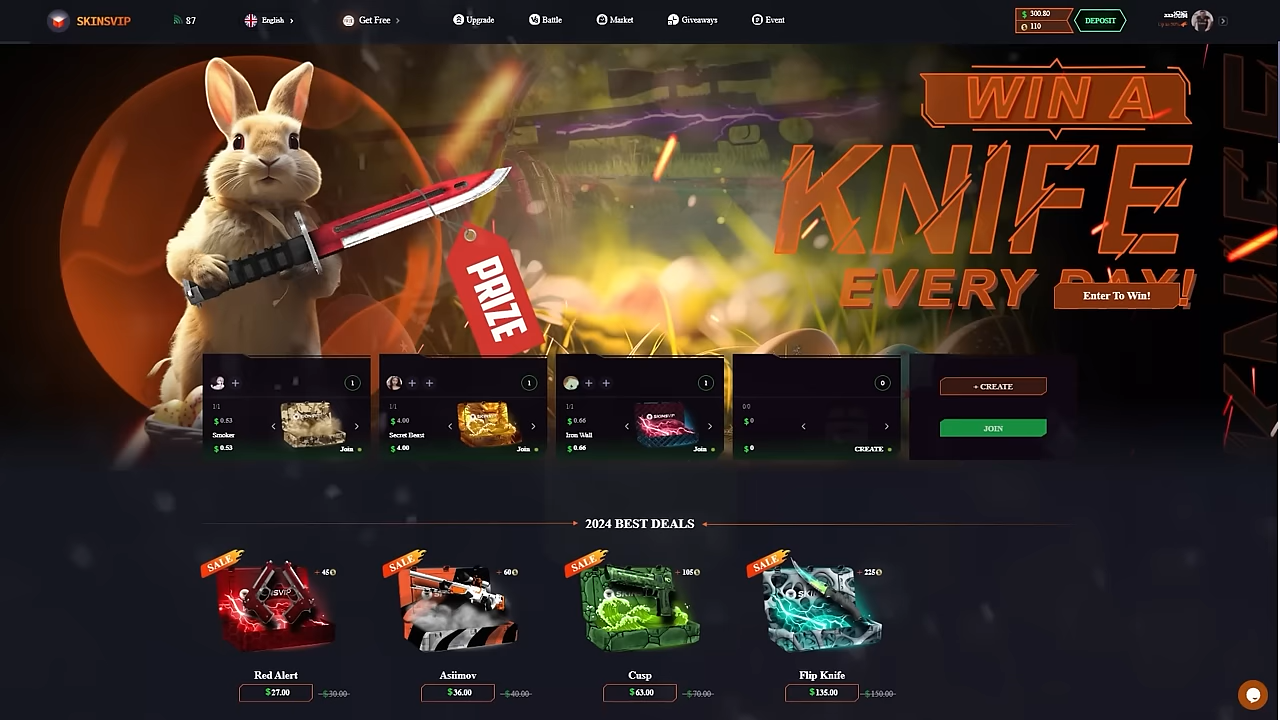 SKINSVIP
87
English
Get Free
Upgrade
Battle
Market
Giveaways
Event
$ 300.80
110
DEPOSIT
WIN A
KNIFE
EVERY DAY!
Enter To Win!
PRIZE
1
1/1
$ 0.53
Smoker
$ 0.53
Join
1
1/1
$ 4.00
Secret Beast
$ 4.00
Join
1
1/1
$ 0.66
Iron Wall
$ 0.66
Join
0
0/0
$ 0
$ 0
CREATE
+ CREATE
JOIN
2024 BEST DEALS
SALE
+ 45
Red Alert
$ 27.00
$ 30.00
SALE
+ 60
Asiimov
$ 36.00
$ 40.00
SALE
+ 105
Cusp
$ 63.00
$ 70.00
SALE
+ 225
Flip Knife
$ 135.00
$ 150.00